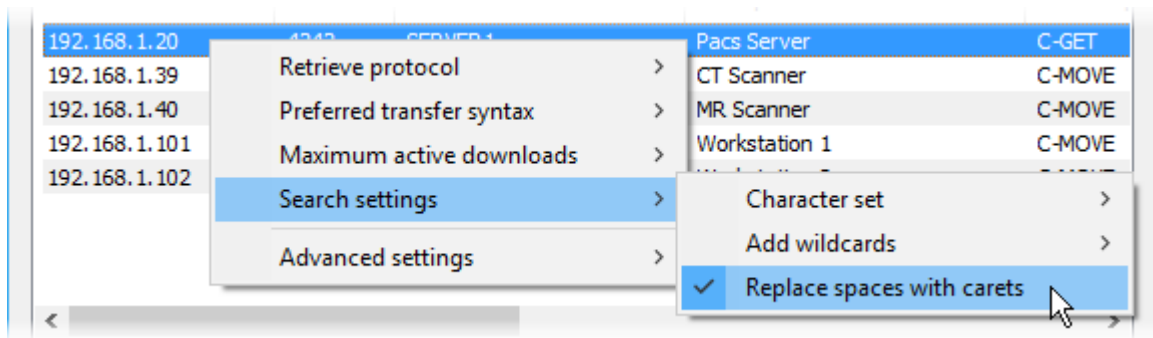 192.168.1.20 Pacs Server C-GET
192.168.1.39 CT Scanner C-MOVE
192.168.1.40 MR Scanner C-MOVE
192.168.1.101 Workstation 1 C-MOVE
192.168.1.102
Retrieve protocol
Preferred transfer syntax
Maximum active downloads
Search settings
Advanced settings
Character set
Add wildcards
Replace spaces with carets